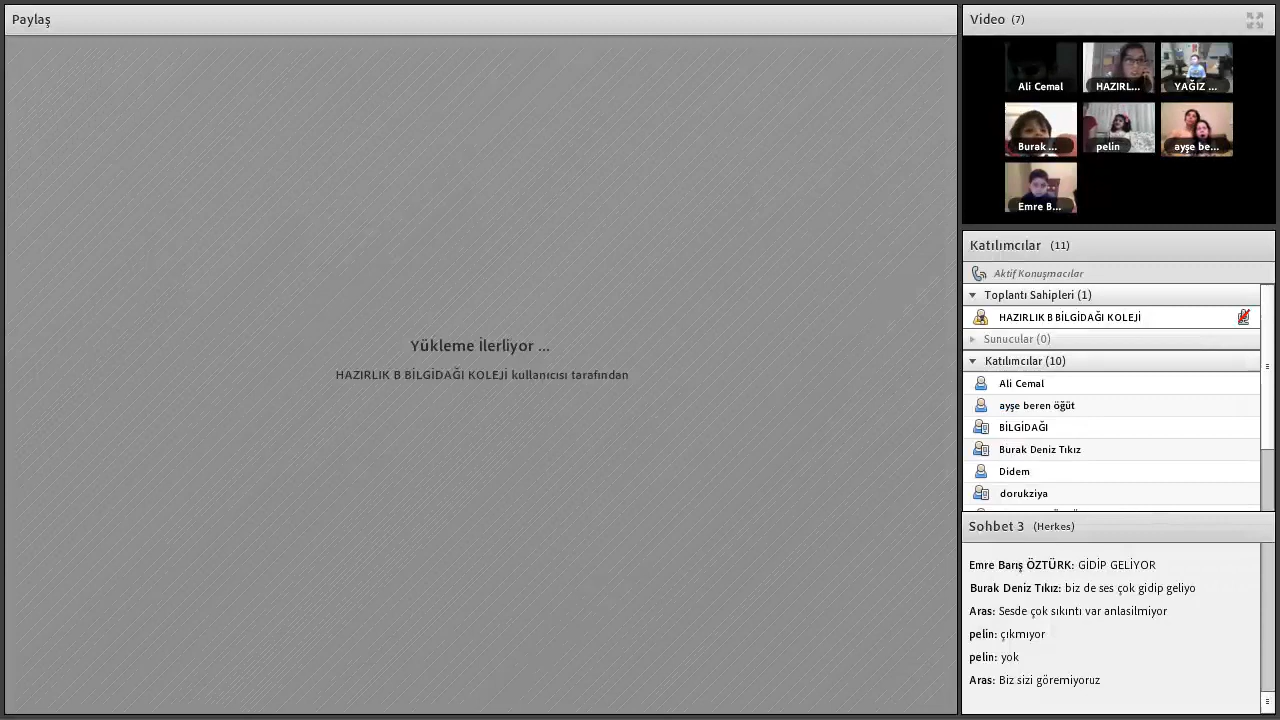 Paylaş
Yükleme İlerliyor ...
HAZIRLIK B BİLGİDAĞI KOLEJİ kullanıcısı tarafından
Video (7)
Ali Cemal
HAZIRL...
YAĞIZ ...
Burak ...
pelin
ayşe be...
Emre B...
Katılımcılar (11)
Aktif Konuşmacılar
Toplantı Sahipleri (1)
HAZIRLIK B BİLGİDAĞI KOLEJİ
Sunucular (0)
Katılımcılar (10)
Ali Cemal
ayşe beren öğüt
BİLGİDAĞI
Burak Deniz Tıkız
Didem
dorukziya
Sohbet 3 (Herkes)
Emre Barış ÖZTÜRK: GİDİP GELİYOR
Burak Deniz Tıkız: biz de ses çok gidip geliyo
Aras: Sesde çok sıkıntı var anlasilmiyor
pelin: çıkmıyor
pelin: yok
Aras: Biz sizi göremiyoruz